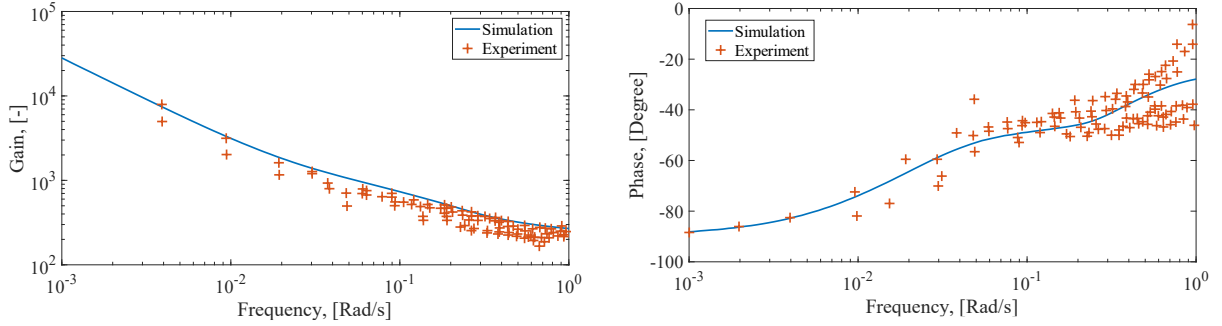 10^5
10^4
10^3
10^2
Gain, [-]
Simulation
Experiment
10^-3
10^-2
10^-1
10^0
Frequency, [Rad/s]
0
-20
-40
-60
-80
-100
Phase, [Degree]
Simulation
Experiment
10^-3
10^-2
10^-1
10^0
Frequency, [Rad/s]